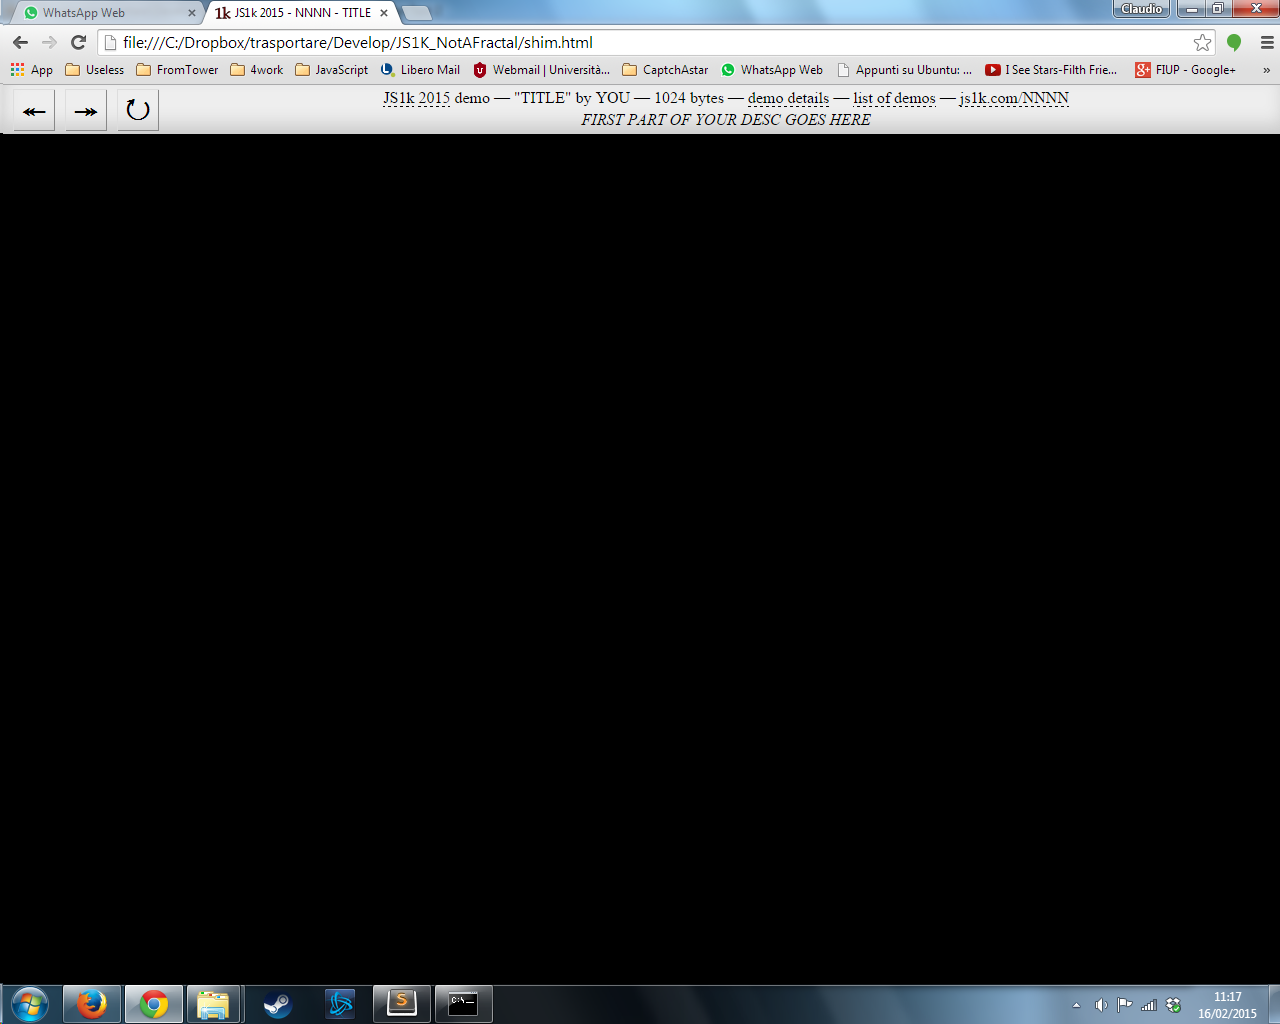 Claudio
WhatsApp Web
1k JS1k 2015 - NNNN - TITLE
file:///C:/Dropbox/trasportare/Develop/JS1K_NotAFractal/shim.html
App Useless FromTower 4work JavaScript Libero Mail Webmail | Università... CaptchAstar WhatsApp Web Appunti su Ubuntu: ... I See Stars-Filth Frie... FIUP - Google+ »
JS1k 2015 demo — "TITLE" by YOU — 1024 bytes — demo details — list of demos — js1k.com/NNNN
FIRST PART OF YOUR DESC GOES HERE
11:17
16/02/2015